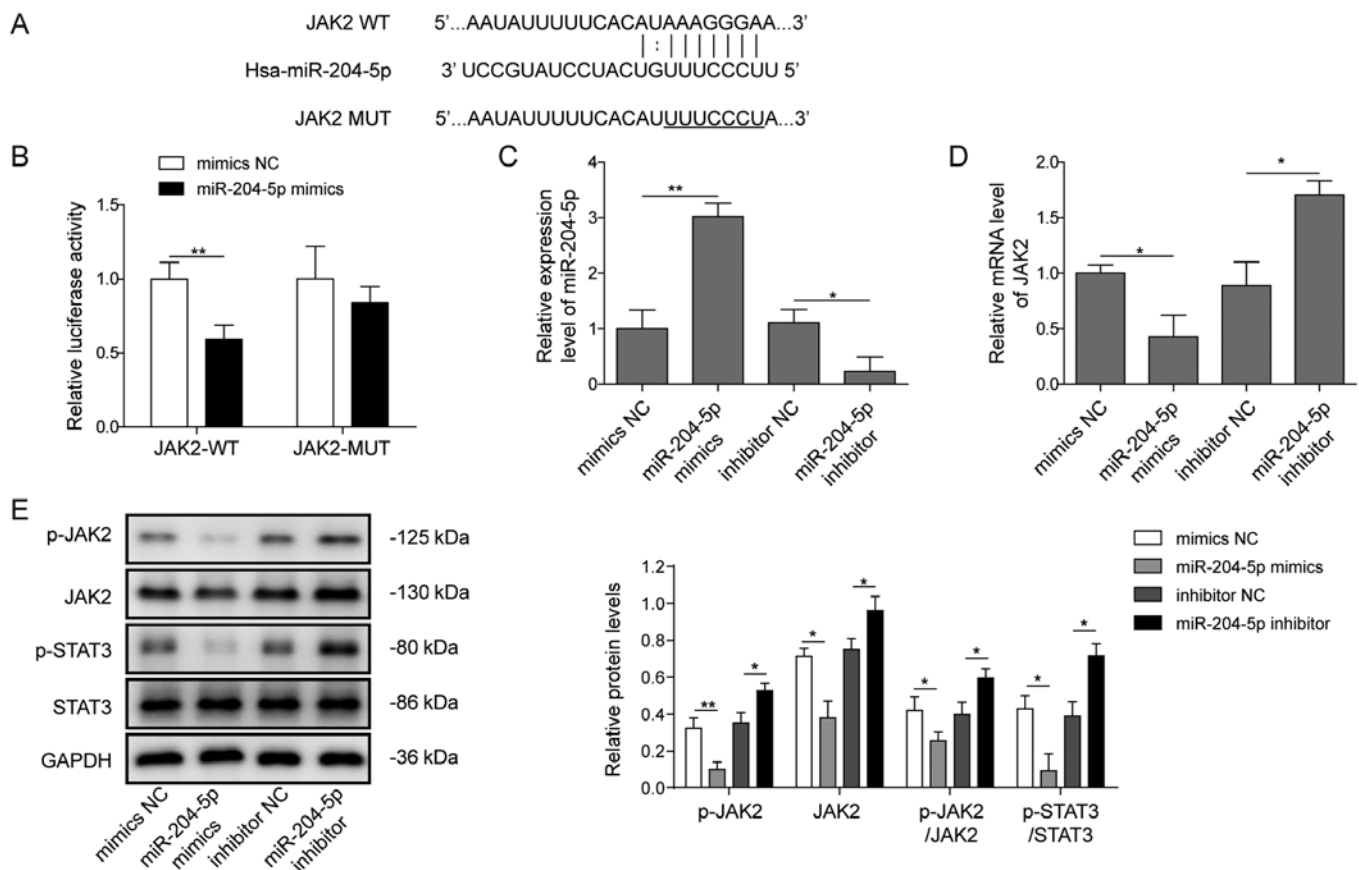 A
JAK2 WT 5’...AAUAUUUUUCACAUAAAGGGAA...3’
Hsa-miR-204-5p 3’ UCCGUAUCCUACUGUUUCCCUU 5’
JAK2 MUT 5’...AAUAUUUUUCACAUUUUCCCUA...3’
B
mimics NC
miR-204-5p mimics
Relative luciferase activity
1.5
1.0
0.5
0.0
**
JAK2-WT
JAK2-MUT
C
Relative expression
level of miR-204-5p
4
3
2
1
0
**
*
mimics NC
miR-204-5p
mimics
inhibitor NC
miR-204-5p
inhibitor
D
Relative mRNA level
of JAK2
2.0
1.5
1.0
0.5
0.0
*
*
mimics NC
miR-204-5p
mimics
inhibitor NC
miR-204-5p
inhibitor
E
p-JAK2 -125 kDa
JAK2 -130 kDa
p-STAT3 -80 kDa
STAT3 -86 kDa
GAPDH -36 kDa
mimics NC
miR-204-5p
mimics
inhibitor NC
miR-204-5p
inhibitor
mimics NC
miR-204-5p mimics
inhibitor NC
miR-204-5p inhibitor
Relative protein levels
1.2
1.0
0.8
0.6
0.4
0.2
0.0
**
*
*
*
*
*
*
*
p-JAK2
JAK2
p-JAK2
/JAK2
p-STAT3
/STAT3